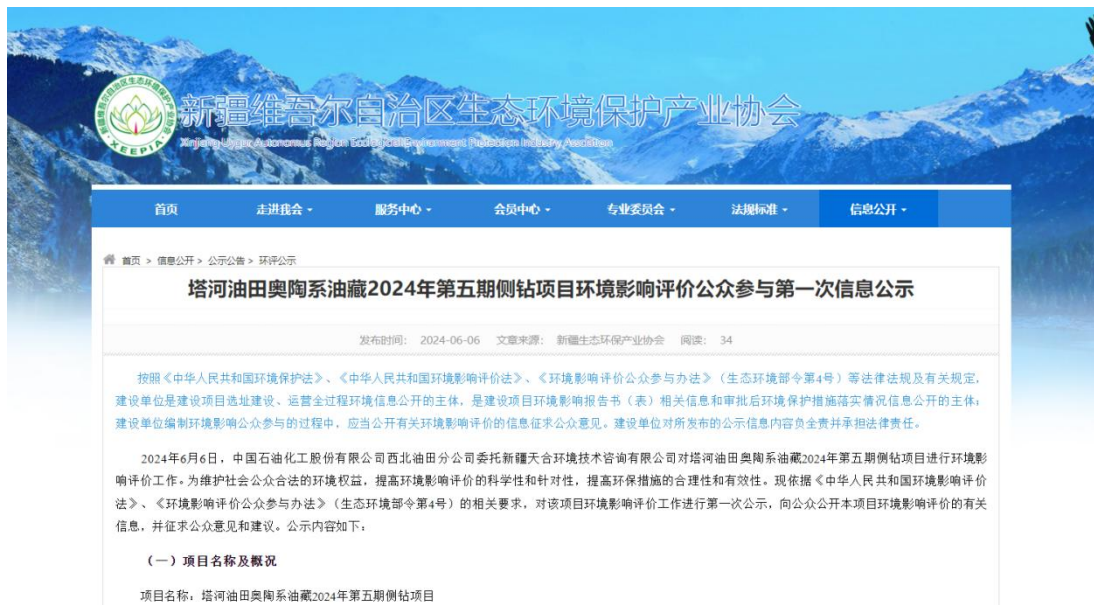 新疆维吾尔自治区生态环境保护产业协会
XEEPIA
Xinjiang Uygur Autonomous Region Ecological Environment Protection Industry Association
首页 走进我会 服务中心 会员中心 专业委员会 法规标准 信息公开
首页 > 信息公开 > 公示公告 > 环评公示
塔河油田奥陶系油藏2024年第五期侧钻项目环境影响评价公众参与第一次信息公示
发布时间: 2024-06-06 文章来源: 新疆生态环保产业协会 阅读: 34
按照《中华人民共和国环境保护法》、《中华人民共和国环境影响评价法》、《环境影响评价公众参与办法》（生态环境部令第4号）等法律法规及有关规定,
建设单位是建设项目选址建设、运营全过程环境信息公开的主体, 是建设项目环境影响报告书（表）相关信息和审批后环境保护措施落实情况信息公开的主体;
建设单位编制环境影响公众参与的过程中, 应当公开有关环境影响评价的信息征求公众意见。建设单位对所发布的公示信息内容负全责并承担法律责任。
2024年6月6日, 中国石油化工股份有限公司西北油田分公司委托新疆天合环境技术咨询有限公司对塔河油田奥陶系油藏2024年第五期侧钻项目进行环境影
响评价工作。为维护社会公众合法的环境权益, 提高环境影响评价的科学性和针对性, 提高环保措施的合理性和有效性。现依据《中华人民共和国环境影响评价
法》、《环境影响评价公众参与办法》（生态环境部令第4号）的相关要求, 对该项目环境影响评价工作进行第一次公示, 向公众公开本项目环境影响评价的有关
信息, 并征求公众意见和建议。公示内容如下:
（一）项目名称及概况
项目名称: 塔河油田奥陶系油藏2024年第五期侧钻项目